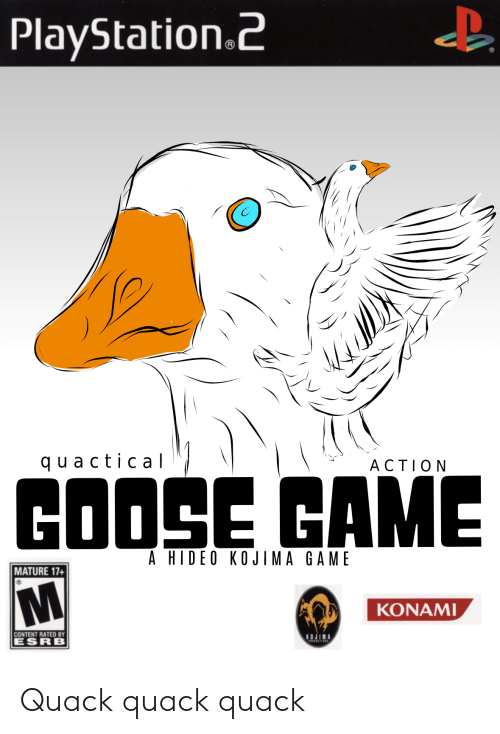 PlayStation®2
quactical
ACTION
GOOSE GAME
A HIDEO KOJIMA GAME
MATURE 17+
M
CONTENT RATED BY
ESRB
KOJIMA
KONAMI
Quack quack quack